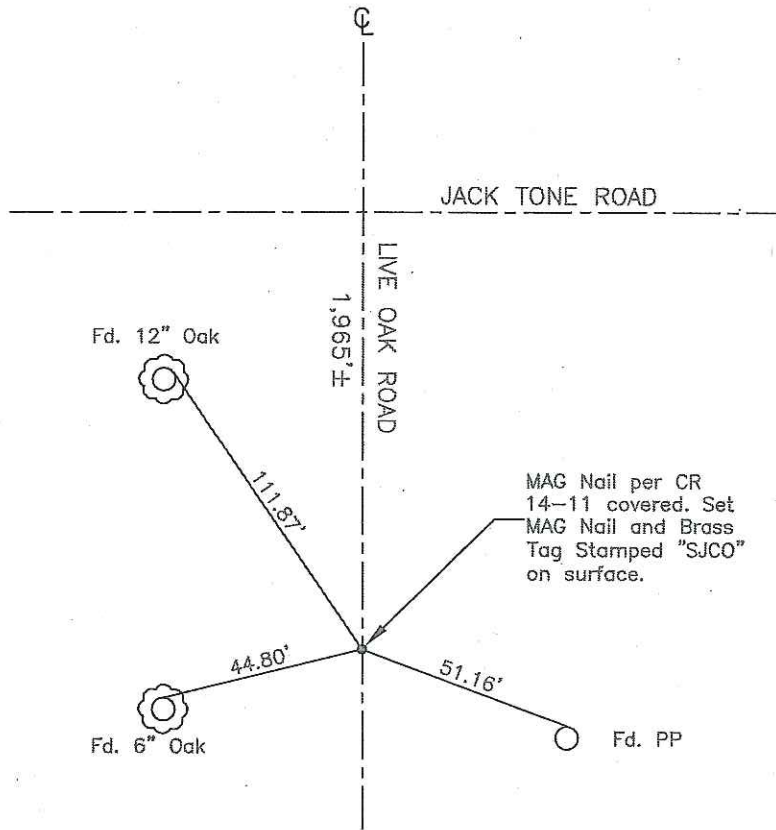 ℄
JACK TONE ROAD
LIVE OAK ROAD
1,965'±
Fd. 12" Oak
111.87'
MAG Nail per CR
14-11 covered. Set
MAG Nail and Brass
Tag Stamped "SJCO"
on surface.
44.80'
51.16'
Fd. 6" Oak
Fd. PP